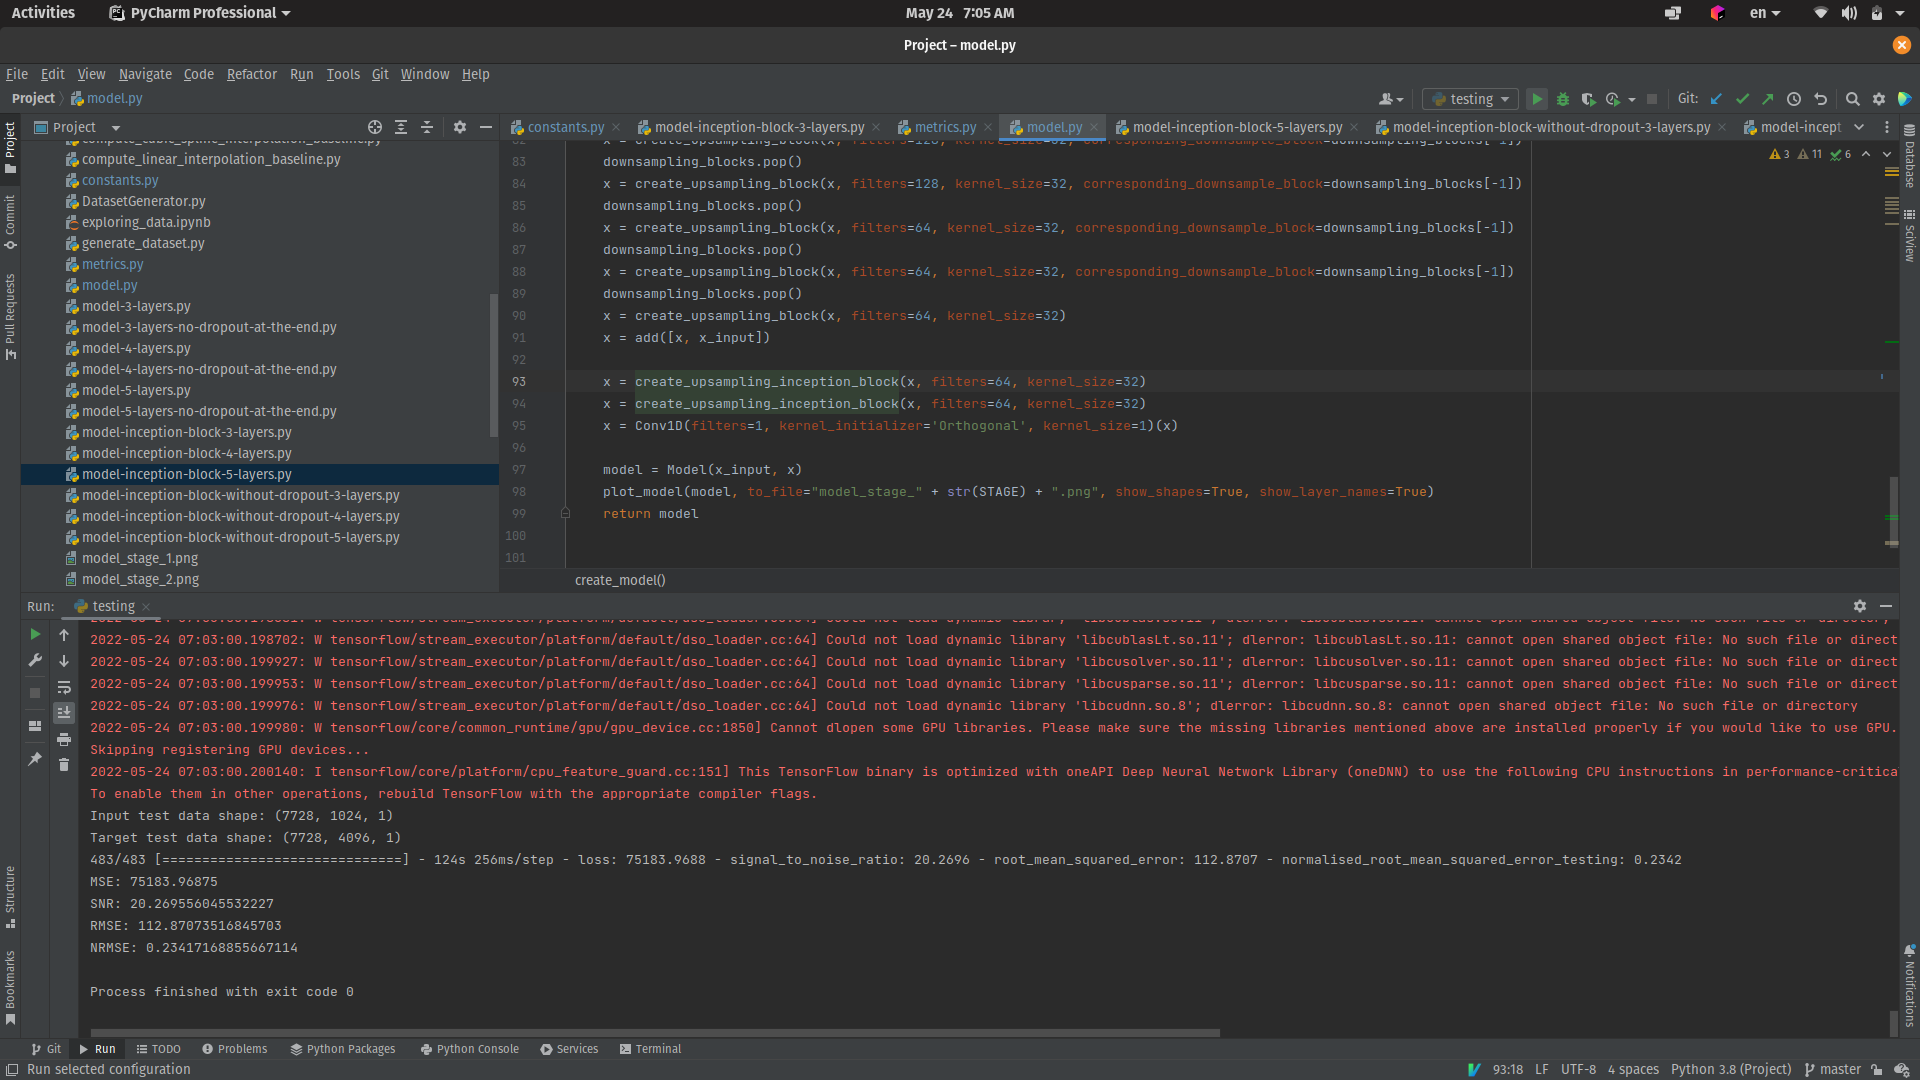 Activities PyCharm Professional May 24 7:05 AM en
Project – model.py
File Edit View Navigate Code Refactor Run Tools Git Window Help
Project model.py testing Git:
Project
constants.py model-inception-block-3-layers.py metrics.py model.py model-inception-block-5-layers.py model-inception-block-without-dropout-3-layers.py model-incept
3 11 6
compute_cubic_spline_interpolation_baseline.py
compute_linear_interpolation_baseline.py
constants.py
DatasetGenerator.py
exploring_data.ipynb
generate_dataset.py
metrics.py
model.py
model-3-layers.py
model-3-layers-no-dropout-at-the-end.py
model-4-layers.py
model-4-layers-no-dropout-at-the-end.py
model-5-layers.py
model-5-layers-no-dropout-at-the-end.py
model-inception-block-3-layers.py
model-inception-block-4-layers.py
model-inception-block-5-layers.py
model-inception-block-without-dropout-3-layers.py
model-inception-block-without-dropout-4-layers.py
model-inception-block-without-dropout-5-layers.py
model_stage_1.png
model_stage_2.png
82 x = create_upsampling_block(x, filters=128, kernel_size=32, corresponding_downsample_block=downsampling_blocks[-1])
83 downsampling_blocks.pop()
84 x = create_upsampling_block(x, filters=128, kernel_size=32, corresponding_downsample_block=downsampling_blocks[-1])
85 downsampling_blocks.pop()
86 x = create_upsampling_block(x, filters=64, kernel_size=32, corresponding_downsample_block=downsampling_blocks[-1])
87 downsampling_blocks.pop()
88 x = create_upsampling_block(x, filters=64, kernel_size=32, corresponding_downsample_block=downsampling_blocks[-1])
89 downsampling_blocks.pop()
90 x = create_upsampling_block(x, filters=64, kernel_size=32)
91 x = add([x, x_input])
92
93 x = create_upsampling_inception_block(x, filters=64, kernel_size=32)
94 x = create_upsampling_inception_block(x, filters=64, kernel_size=32)
95 x = Conv1D(filters=1, kernel_initializer='Orthogonal', kernel_size=1)(x)
96
97 model = Model(x_input, x)
98 plot_model(model, to_file="model_stage_" + str(STAGE) + ".png", show_shapes=True, show_layer_names=True)
99 return model
100
101
create_model()
Project
Commit
Pull Requests
Structure
Bookmarks
Database
SciView
Notifications
Run: testing
2022-05-24 07:03:00.198702: W tensorflow/stream_executor/platform/default/dso_loader.cc:64] Could not load dynamic library 'libcublasLt.so.11'; dlerror: libcublasLt.so.11: cannot open shared object file: No such file or direct
2022-05-24 07:03:00.199927: W tensorflow/stream_executor/platform/default/dso_loader.cc:64] Could not load dynamic library 'libcusolver.so.11'; dlerror: libcusolver.so.11: cannot open shared object file: No such file or direct
2022-05-24 07:03:00.199953: W tensorflow/stream_executor/platform/default/dso_loader.cc:64] Could not load dynamic library 'libcusparse.so.11'; dlerror: libcusparse.so.11: cannot open shared object file: No such file or direct
2022-05-24 07:03:00.199976: W tensorflow/stream_executor/platform/default/dso_loader.cc:64] Could not load dynamic library 'libcudnn.so.8'; dlerror: libcudnn.so.8: cannot open shared object file: No such file or directory
2022-05-24 07:03:00.199980: W tensorflow/core/common_runtime/gpu/gpu_device.cc:1850] Cannot dlopen some GPU libraries. Please make sure the missing libraries mentioned above are installed properly if you would like to use GPU.
Skipping registering GPU devices...
2022-05-24 07:03:00.200140: I tensorflow/core/platform/cpu_feature_guard.cc:151] This TensorFlow binary is optimized with oneAPI Deep Neural Network Library (oneDNN) to use the following CPU instructions in performance-critica
To enable them in other operations, rebuild TensorFlow with the appropriate compiler flags.
Input test data shape: (7728, 1024, 1)
Target test data shape: (7728, 4096, 1)
483/483 [==============================] - 124s 256ms/step - loss: 75183.9688 - signal_to_noise_ratio: 20.2696 - root_mean_squared_error: 112.8707 - normalised_root_mean_squared_error_testing: 0.2342
MSE: 75183.96875
SNR: 20.269556045532227
RMSE: 112.87073516845703
NRMSE: 0.23417168855667114
Process finished with exit code 0
Git Run TODO Problems Python Packages Python Console Services Terminal
Run selected configuration 93:18 LF UTF-8 4 spaces Python 3.8 (Project) master